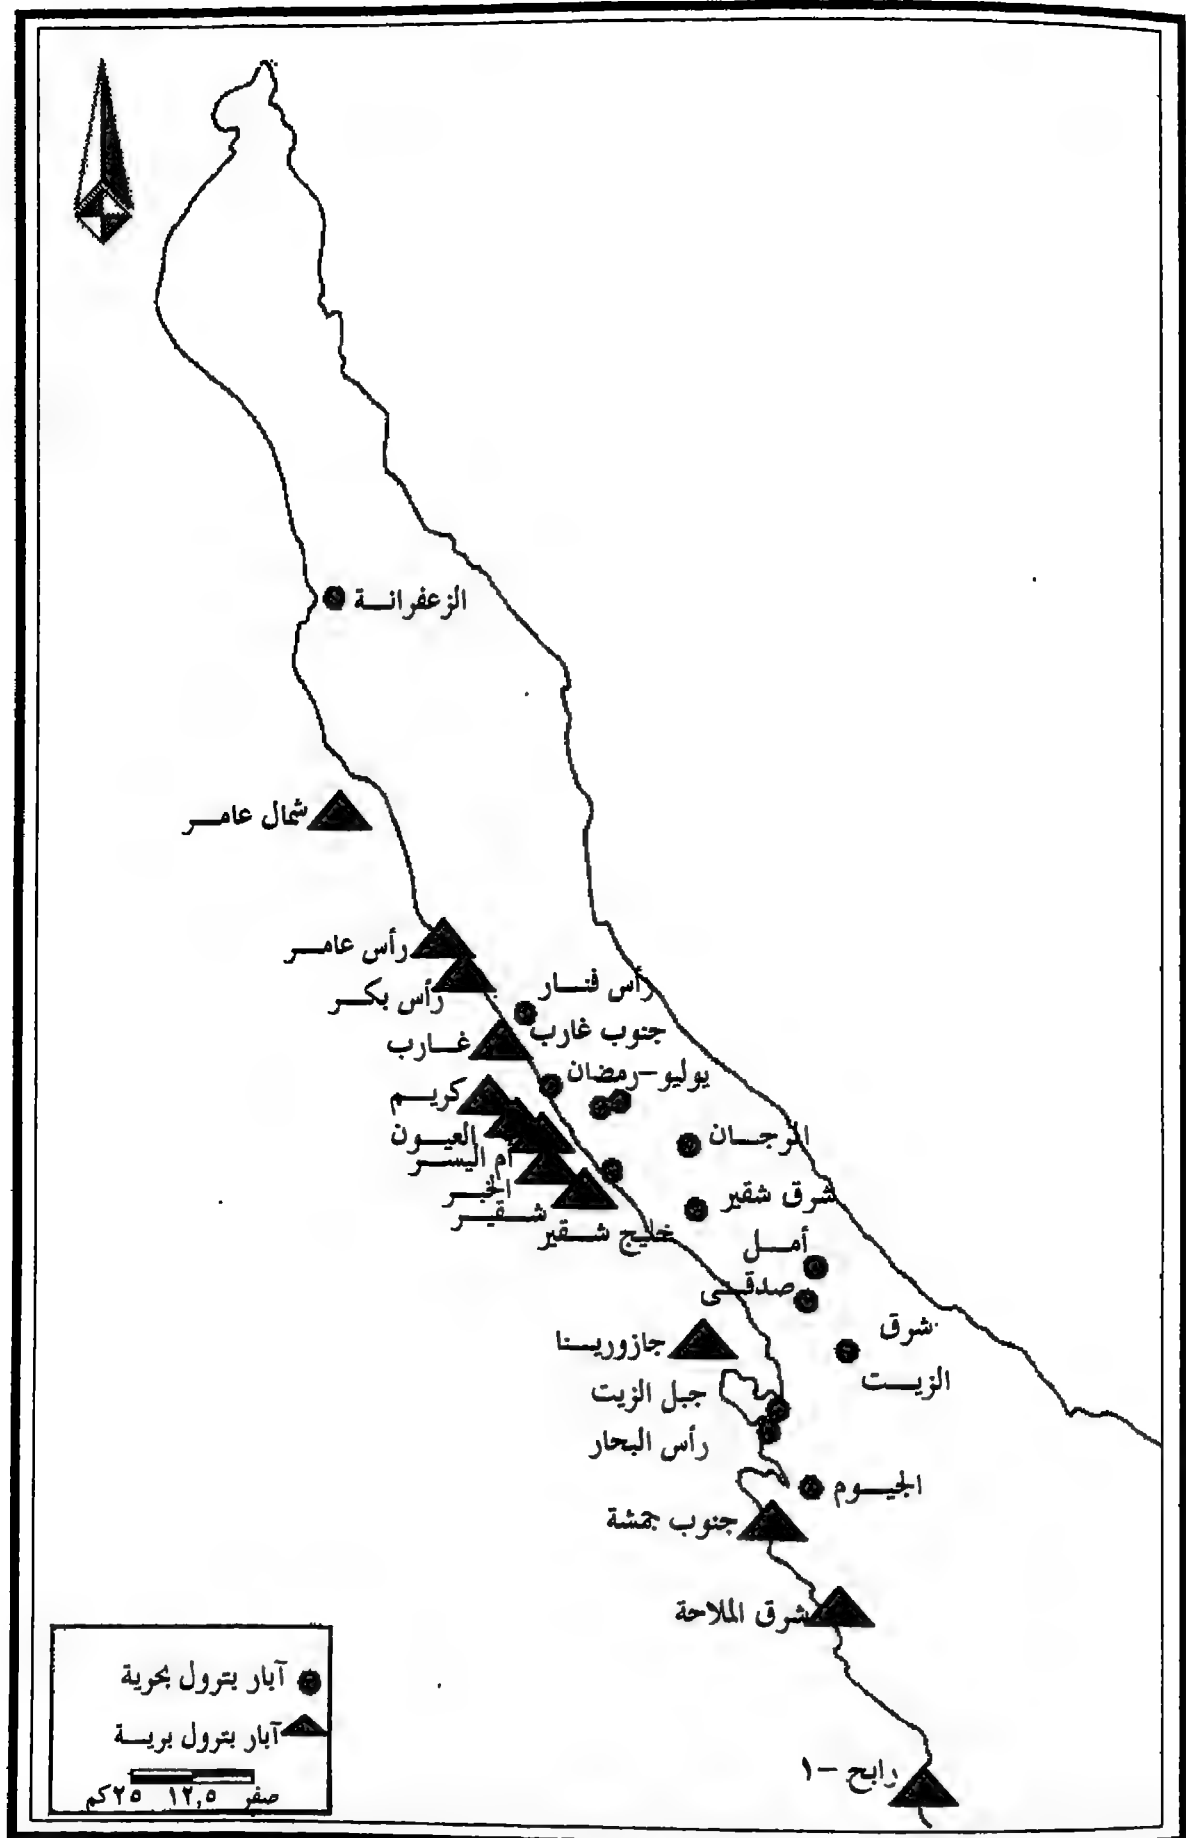 الزعفرانة
شمال عامر
رأس عامر
رأس فنار
رأس بكر
جنوب غارب
غارب
يوليو-رمضان
كريم
المرجان
العيون
أم اليسر
الخير
شرق شقير
شقير
خليج شقير
أمل
صدقى
شرق
جازورينا
الزيت
جبل الزيت
رأس البحار
الجيوم
جنوب جمشة
شرق الملاحة
رابح -١
آبار بترول بحرية
آبار بترول برية
صفر ١٢,٥ ٢٥كم